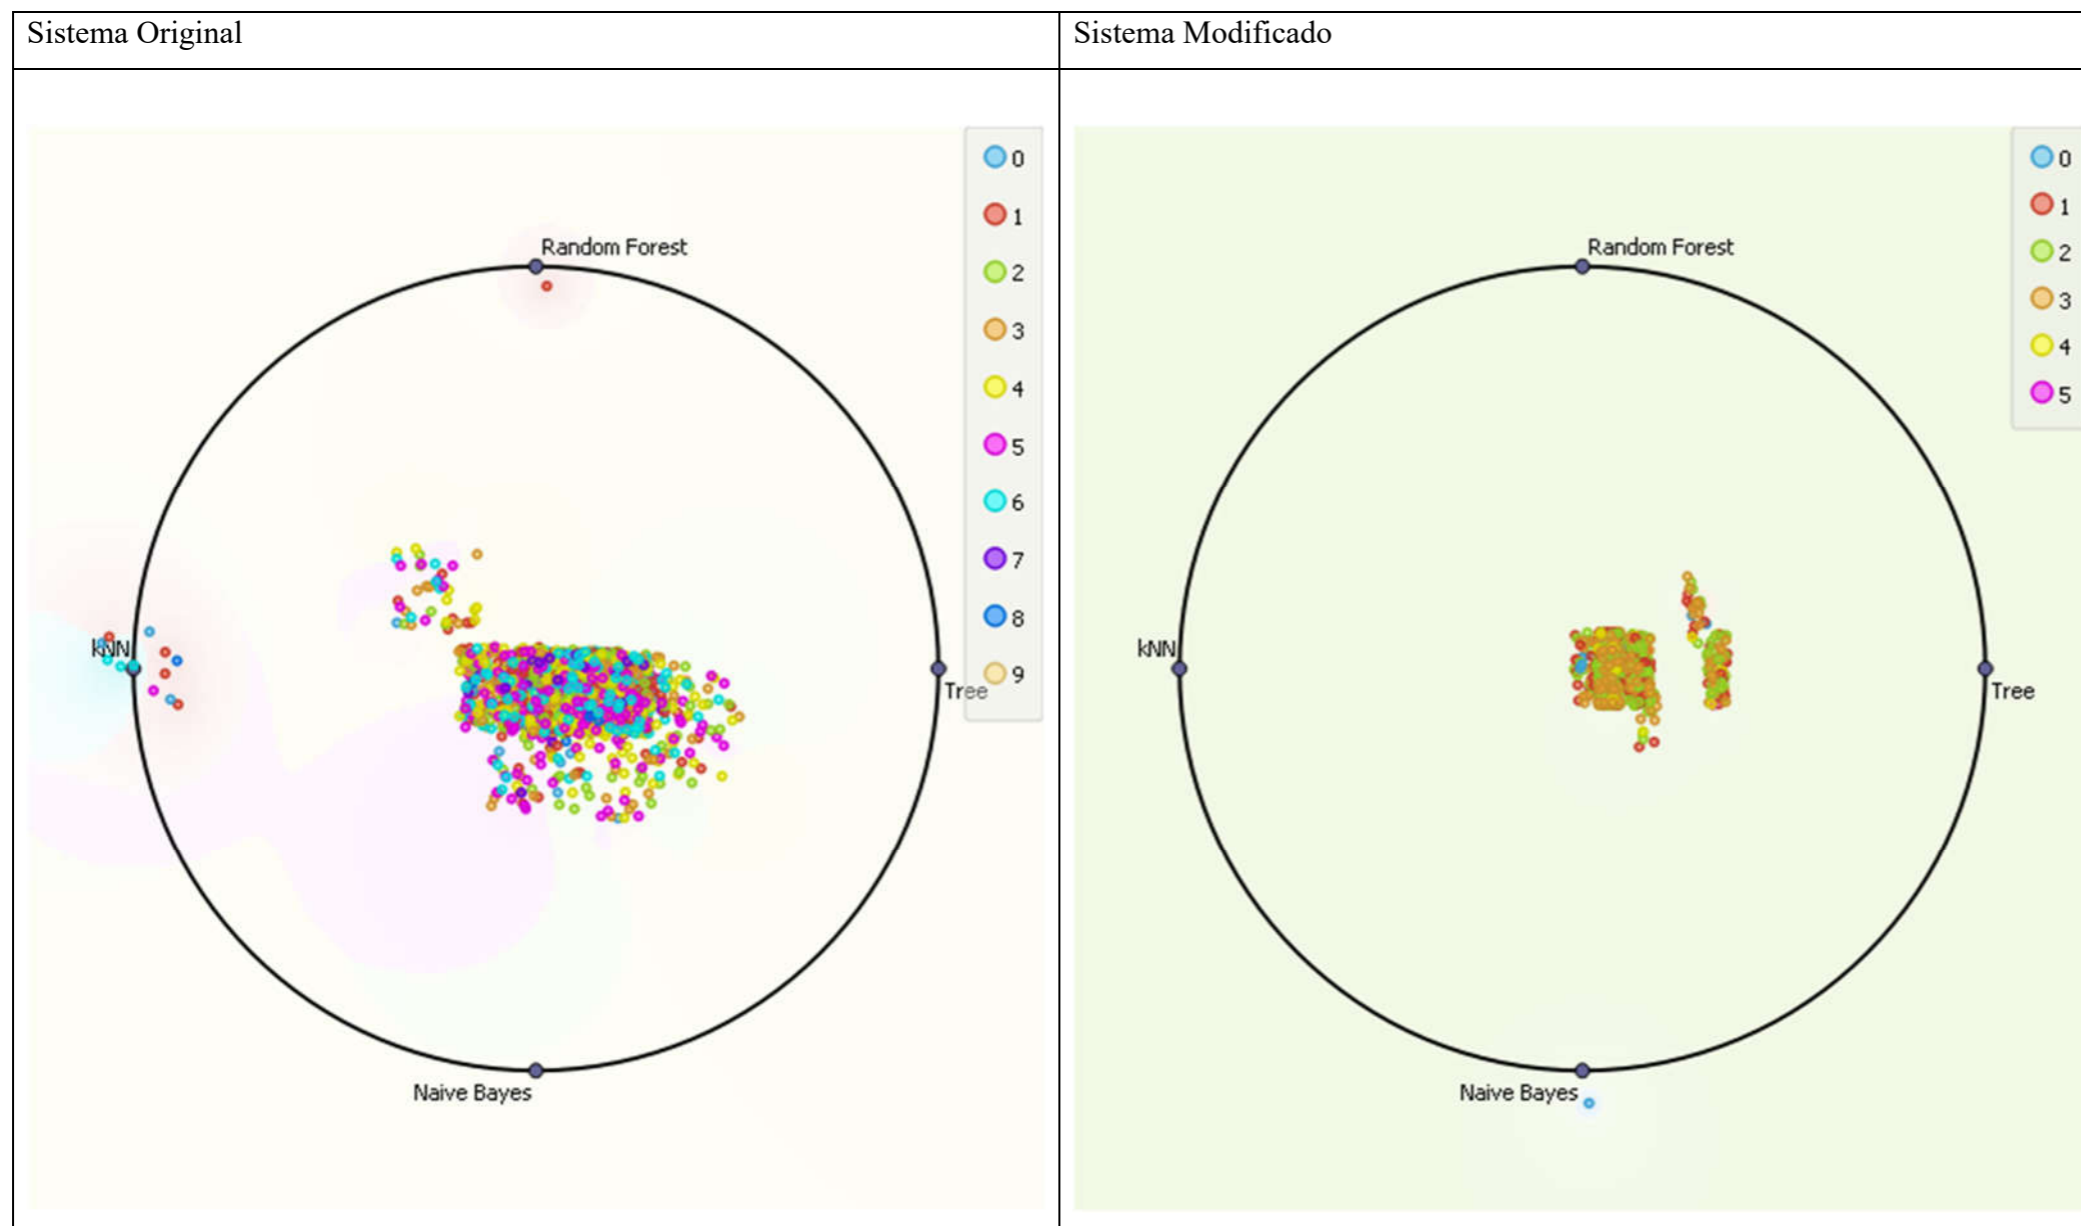 Sistema Original
Sistema Modificado
Random Forest
kNN
Tree
Naive Bayes
0
1
2
3
4
5
6
7
8
9
Random Forest
kNN
Tree
Naive Bayes
0
1
2
3
4
5